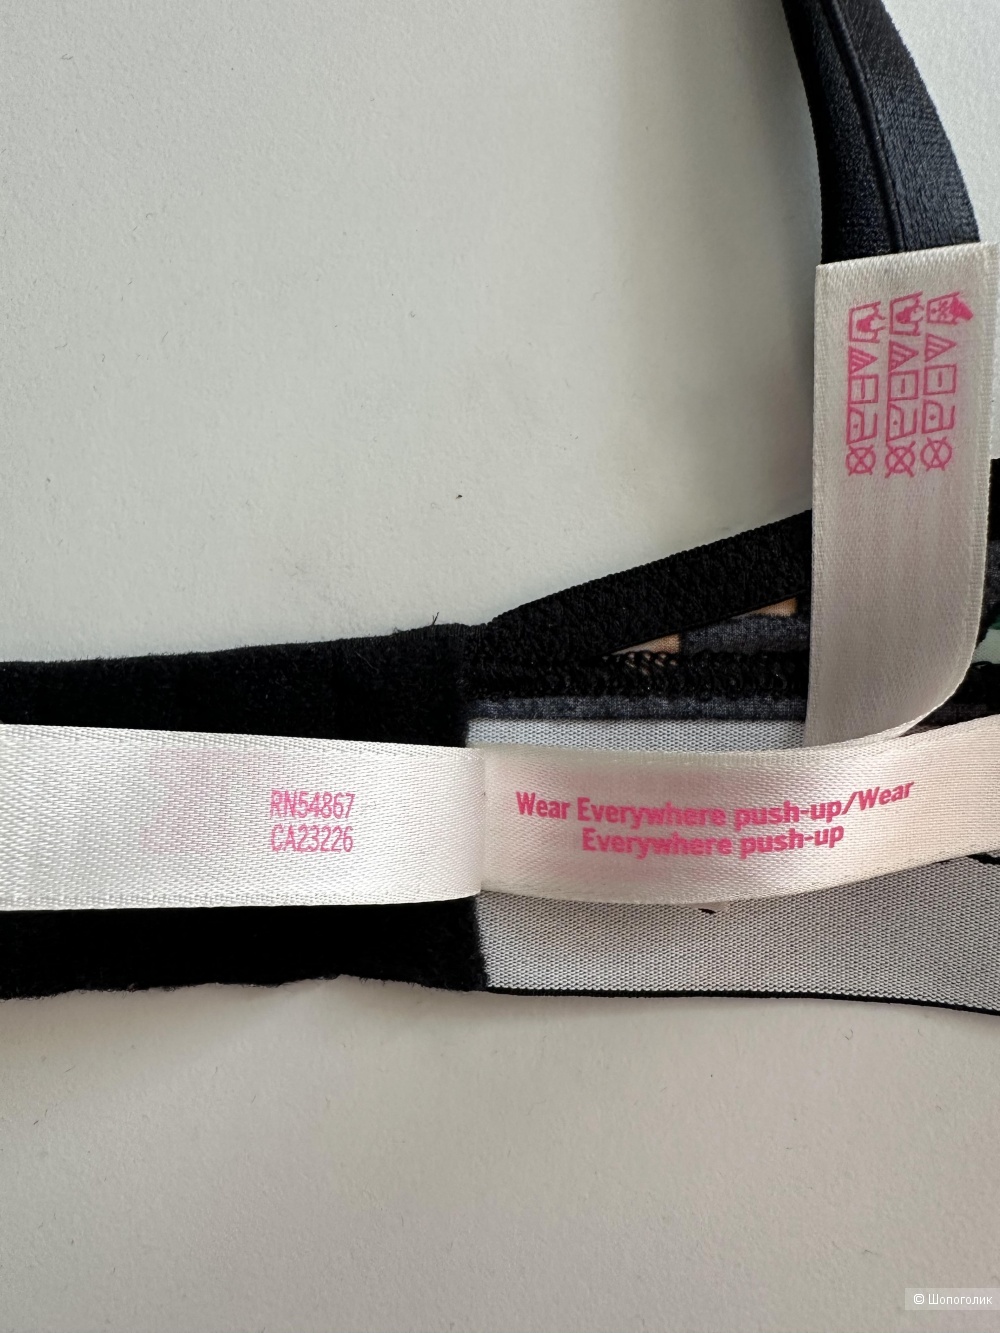 RN54867
CA23226
Wear Everywhere push-up/Wear
Everywhere push-up
© Шопоголик